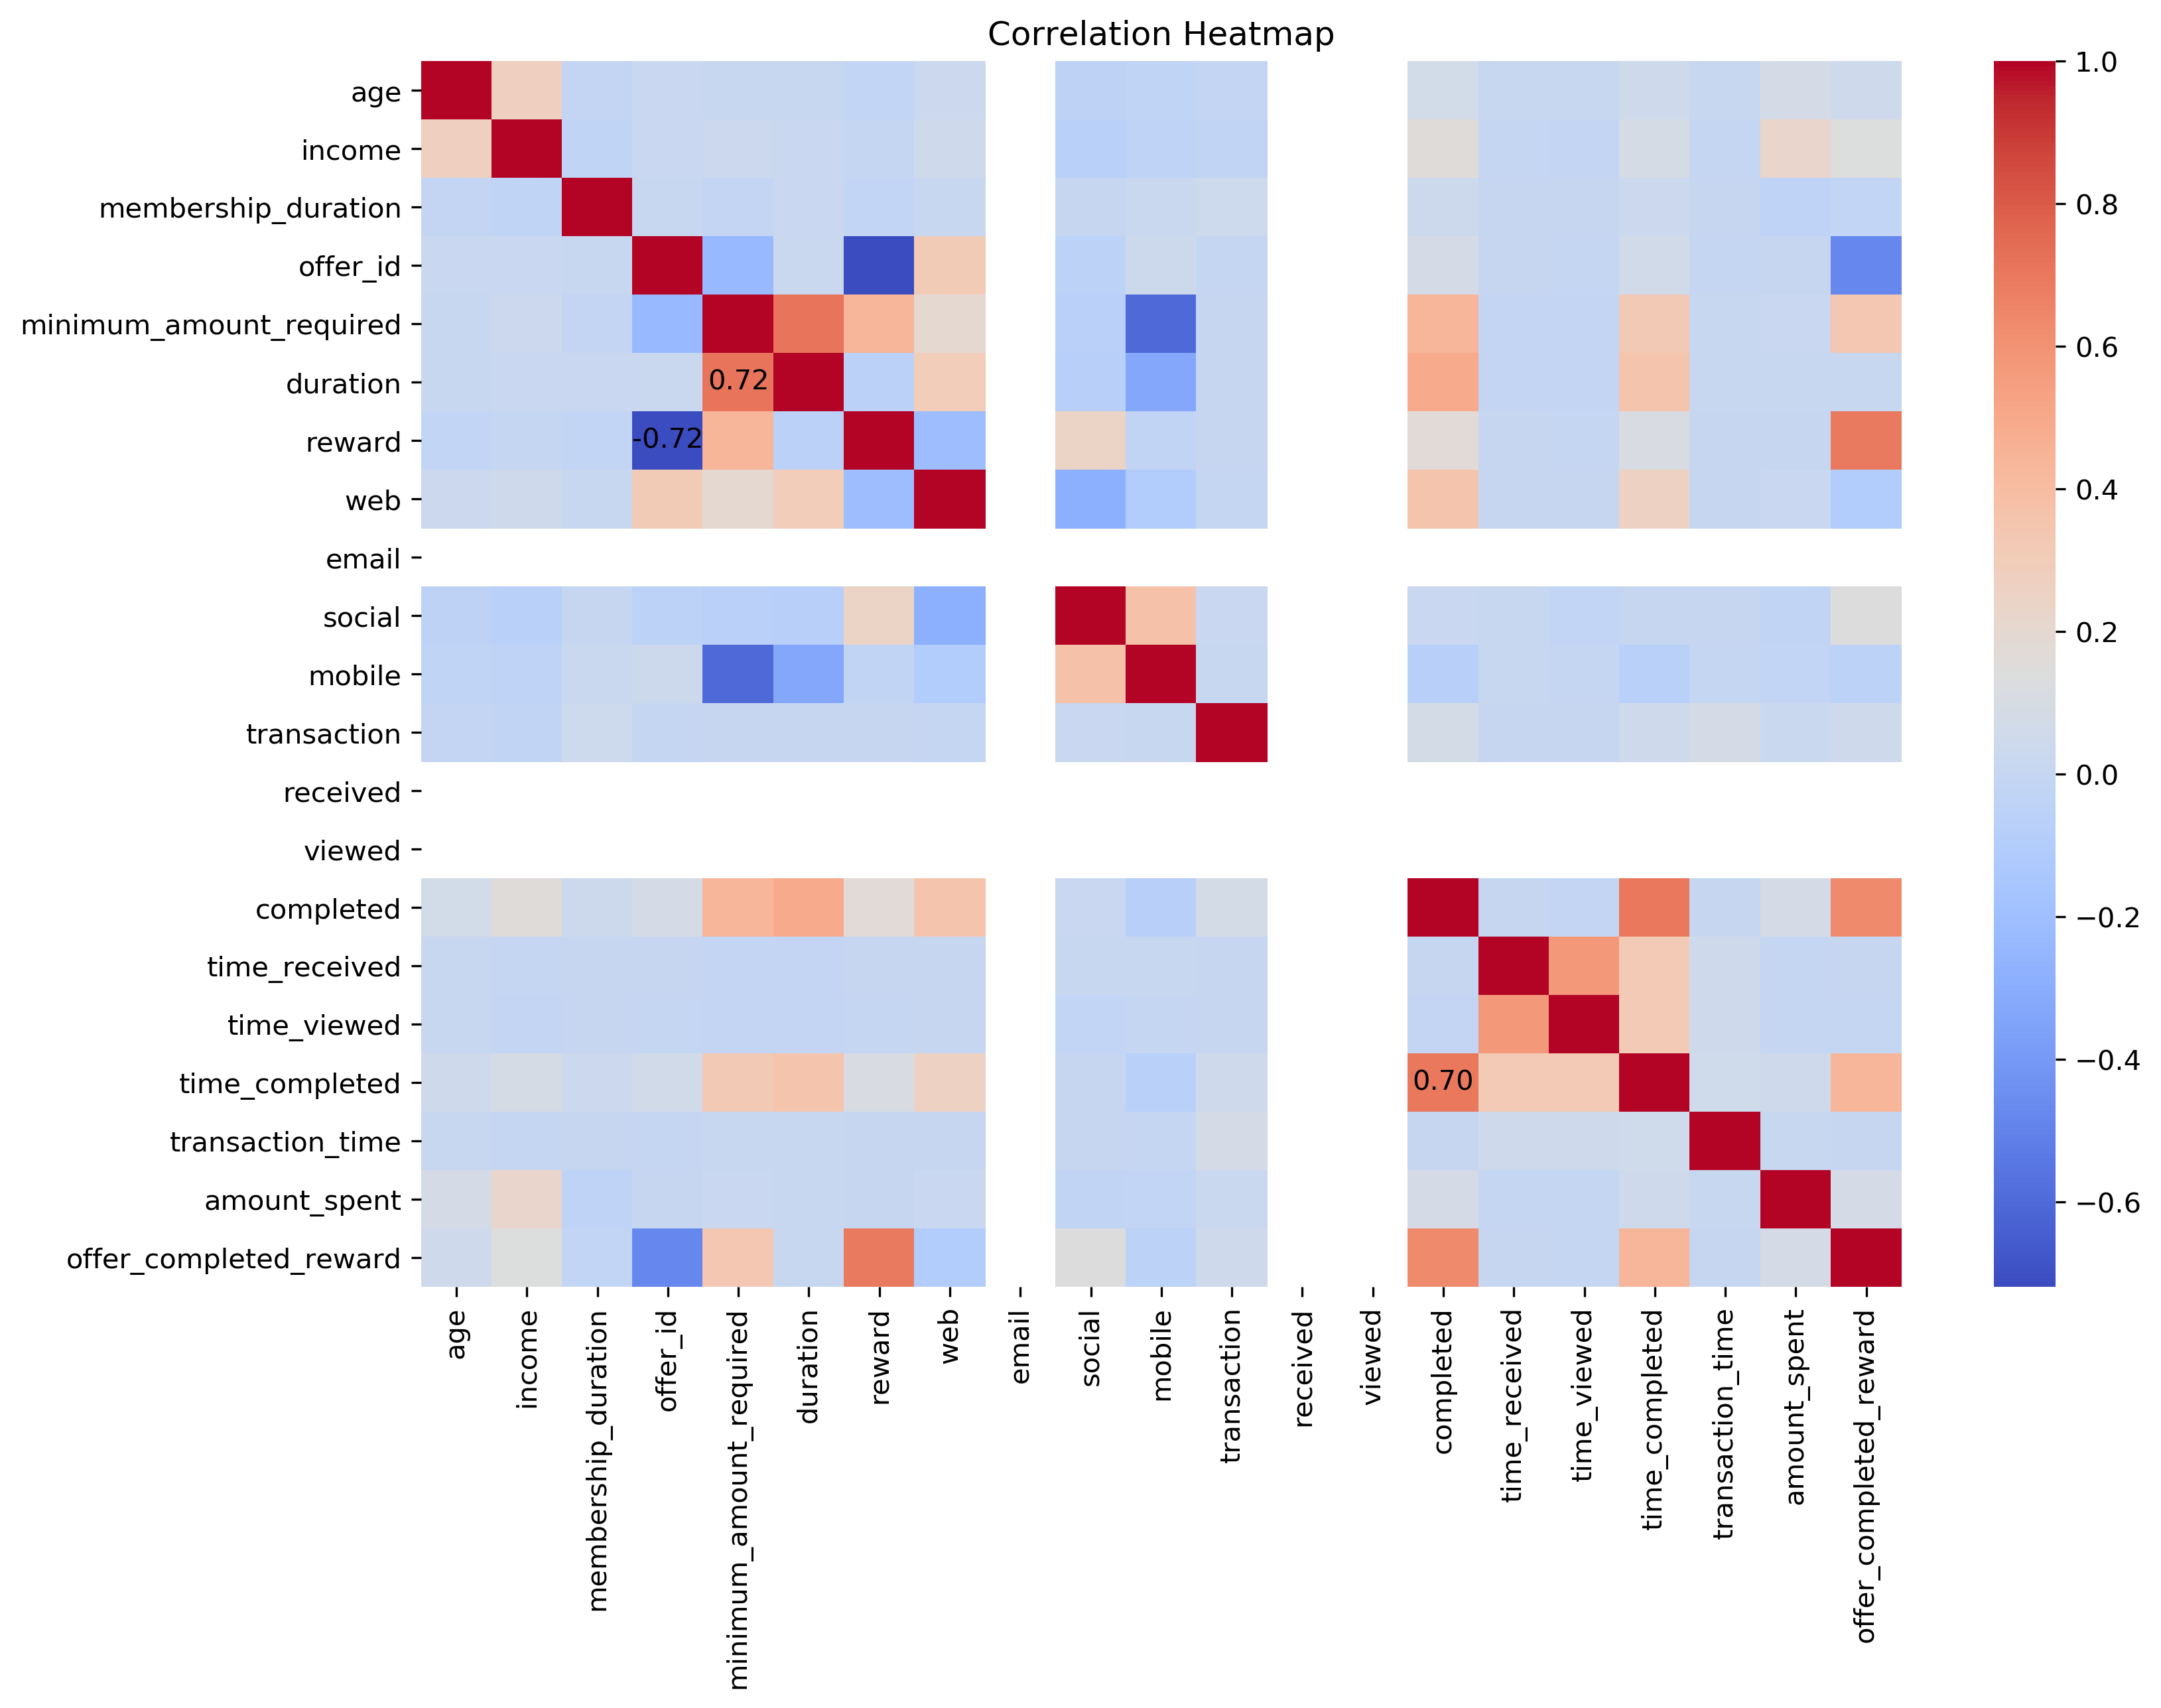 Correlation Heatmap
age
income
membership_duration
offer_id
minimum_amount_required
duration
reward
web
email
social
mobile
transaction
received
viewed
completed
time_received
time_viewed
time_completed
transaction_time
amount_spent
offer_completed_reward
0.72
-0.72
0.70
age
income
membership_duration
offer_id
minimum_amount_required
duration
reward
web
email
social
mobile
transaction
received
viewed
completed
time_received
time_viewed
time_completed
transaction_time
amount_spent
offer_completed_reward
1.0
0.8
0.6
0.4
0.2
0.0
−0.2
−0.4
−0.6